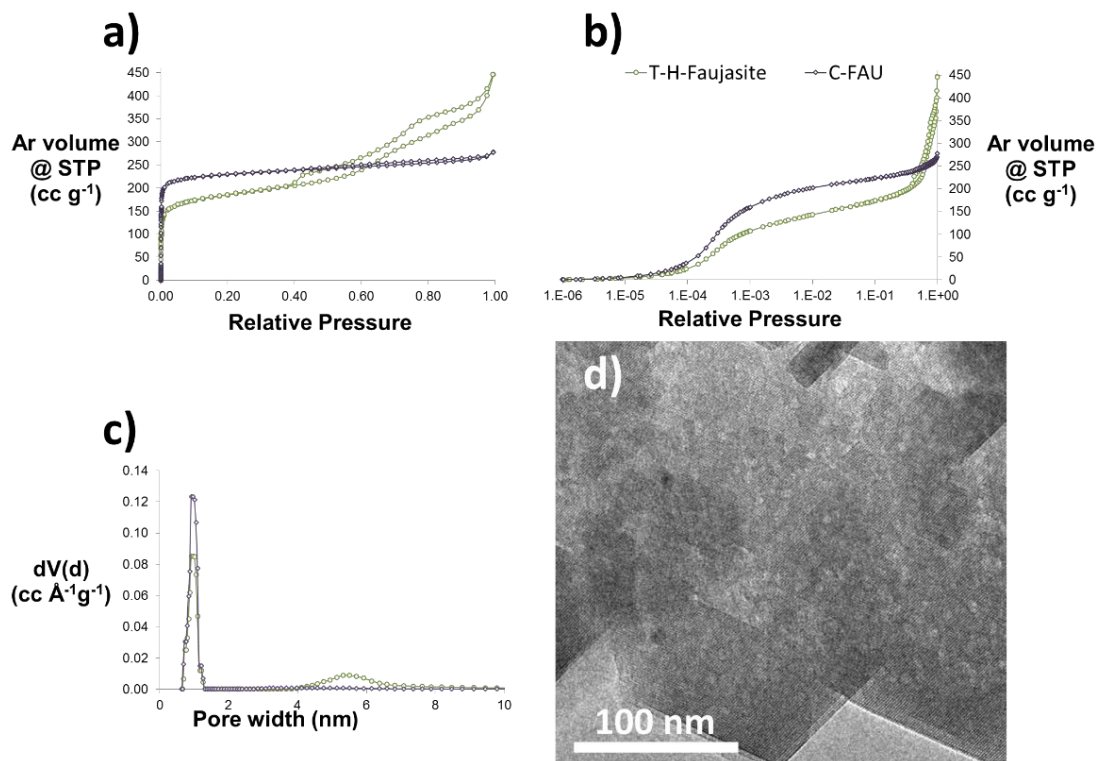 a)
b)
T-H-Faujasite
C-FAU
450
400
350
300
250
200
150
100
50
0
Ar volume
@ STP
(cc g⁻¹)
0.00 0.20 0.40 0.60 0.80 1.00
Relative Pressure
450
400
350
300
250
200
150
100
50
0
Ar volume
@ STP
(cc g⁻¹)
1.E-06 1.E-05 1.E-04 1.E-03 1.E-02 1.E-01 1.E+00
Relative Pressure
c)
0.14
0.12
0.10
0.08
0.06
0.04
0.02
0.00
dV(d)
(cc Å⁻¹g⁻¹)
0 2 4 6 8 10
Pore width (nm)
d)
100 nm